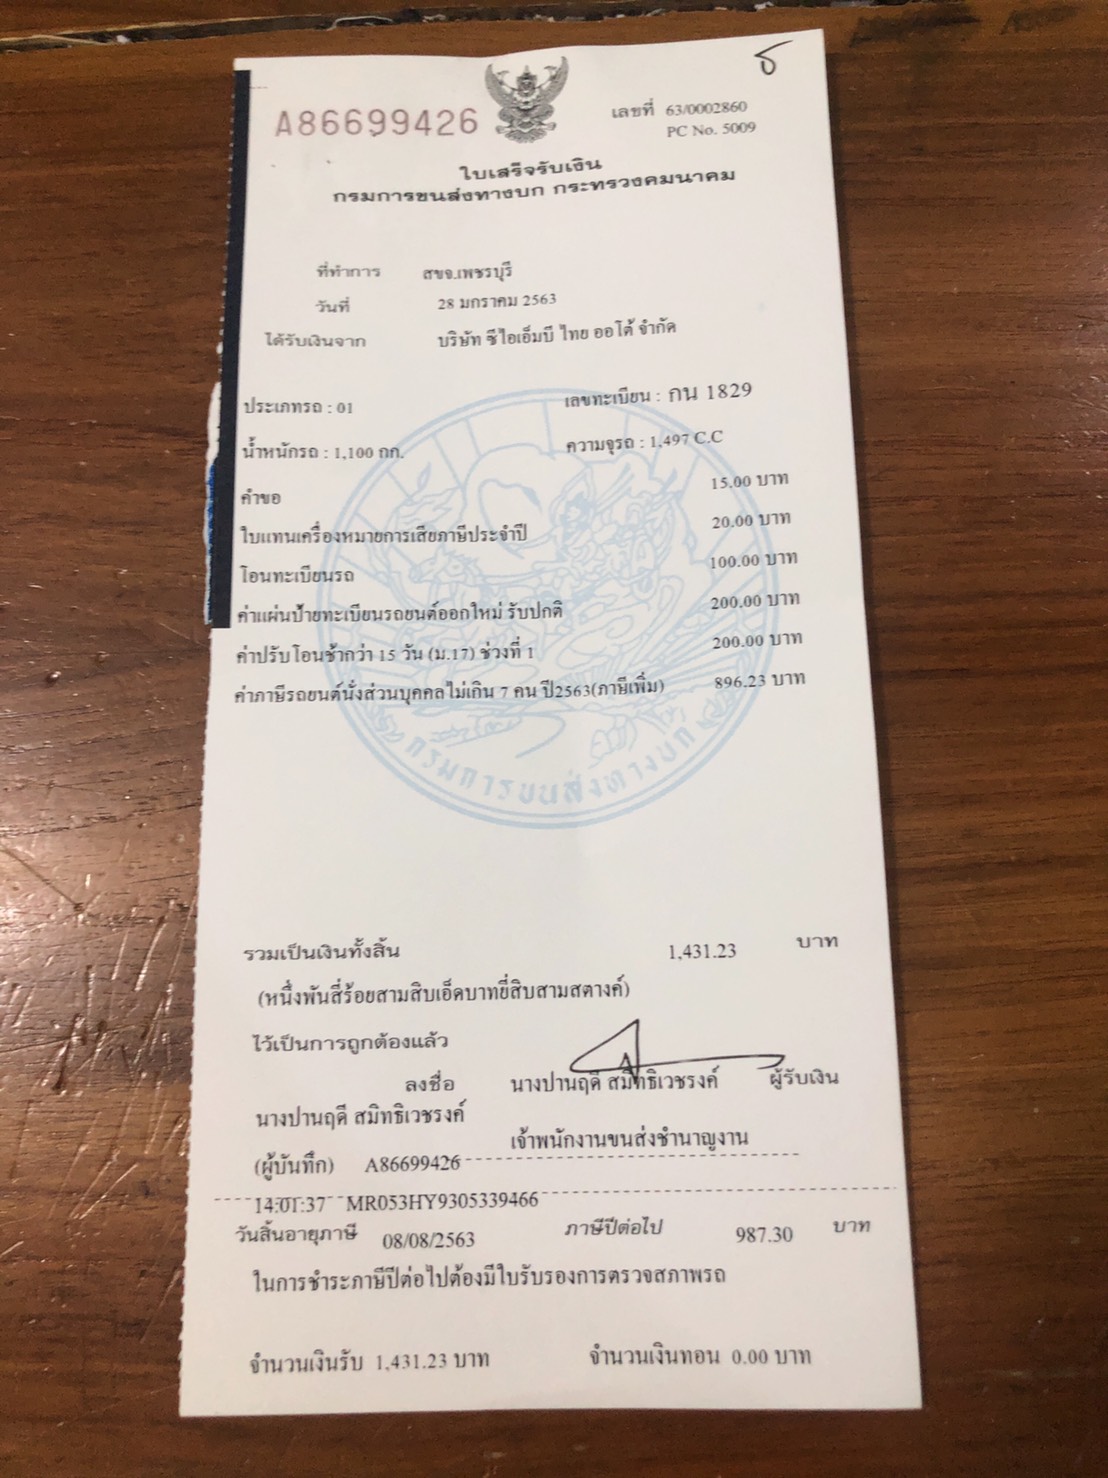 A86699426
เลขที่ 63/0002860
PC No. 5009
ใบเสร็จรับเงิน
กรมการขนส่งทางบก กระทรวงคมนาคม
ที่ทำการ สขจ.เพชรบุรี
วันที่ 28 มกราคม 2563
ได้รับเงินจาก บริษัท ซีไอเอ็มบี ไทย ออโต้ จำกัด
ประเภทรถ : 01 เลขทะเบียน : กน 1829
น้ำหนักรถ : 1,100 กก. ความจุรถ : 1,497 C.C
คำขอ 15.00 บาท
ใบแทนเครื่องหมายการเสียภาษีประจำปี 20.00 บาท
โอนทะเบียนรถ 100.00 บาท
ค่าแผ่นป้ายทะเบียนรถยนต์ออกใหม่ รับปกติ 200.00 บาท
ค่าปรับโอนช้ากว่า 15 วัน (ม.17) ช่วงที่ 1 200.00 บาท
ค่าภาษีรถยนต์นั่งส่วนบุคคลไม่เกิน 7 คน ปี2563(ภาษีเพิ่ม) 896.23 บาท
กรมการขนส่งทางบก
รวมเป็นเงินทั้งสิ้น 1,431.23 บาท
(หนึ่งพันสี่ร้อยสามสิบเอ็ดบาทยี่สิบสามสตางค์)
ไว้เป็นการถูกต้องแล้ว
ลงชื่อ นางปานฤดี สมิทธิเวชรงค์ ผู้รับเงิน
นางปานฤดี สมิทธิเวชรงค์
เจ้าพนักงานขนส่งชำนาญงาน
(ผู้บันทึก) A86699426
14:01:37 MR053HY9305339466
วันสิ้นอายุภาษี 08/08/2563 ภาษีปีต่อไป 987.30 บาท
ในการชำระภาษีปีต่อไปต้องมีใบรับรองการตรวจสภาพรถ
จำนวนเงินรับ 1,431.23 บาท จำนวนเงินทอน 0.00 บาท